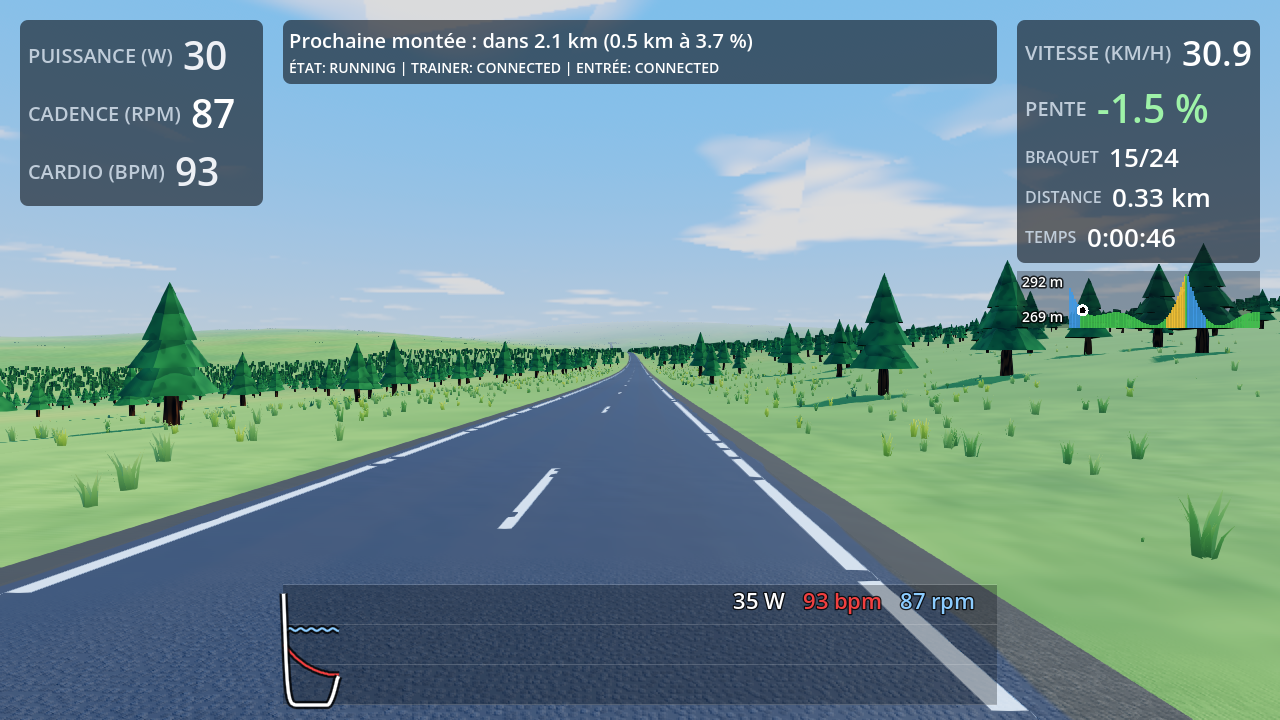 PUISSANCE (W) 30
CADENCE (RPM) 87
CARDIO (BPM) 93
Prochaine montée : dans 2.1 km (0.5 km à 3.7 %)
ÉTAT: RUNNING | TRAINER: CONNECTED | ENTRÉE: CONNECTED
VITESSE (KM/H) 30.9
PENTE -1.5 %
BRAQUET 15/24
DISTANCE 0.33 km
TEMPS 0:00:46
292 m
269 m
35 W 93 bpm 87 rpm